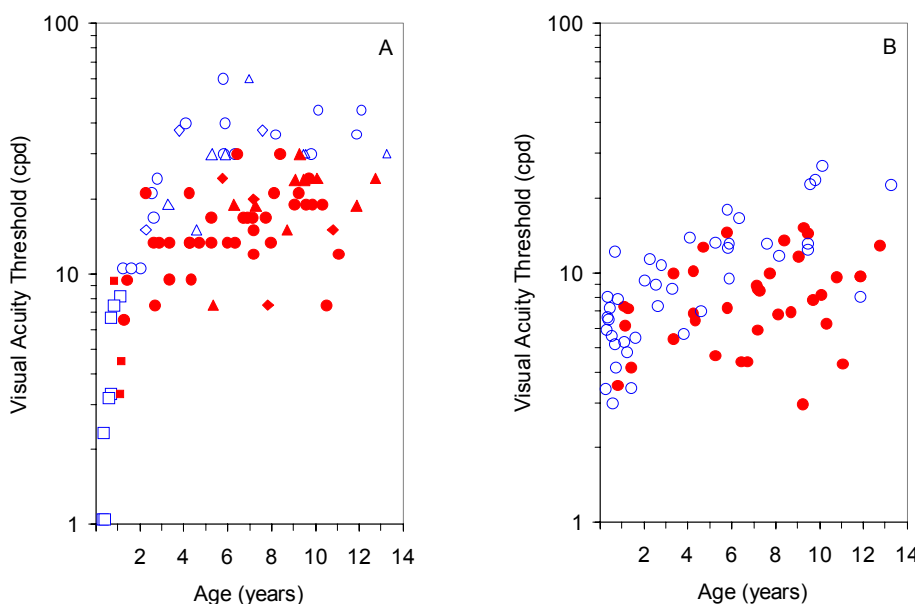 100
10
1
Visual Acuity Threshold (cpd)
A
2 4 6 8 10 12 14
Age (years)
100
10
1
Visual Acuity Threshold (cpd)
B
2 4 6 8 10 12 14
Age (years)